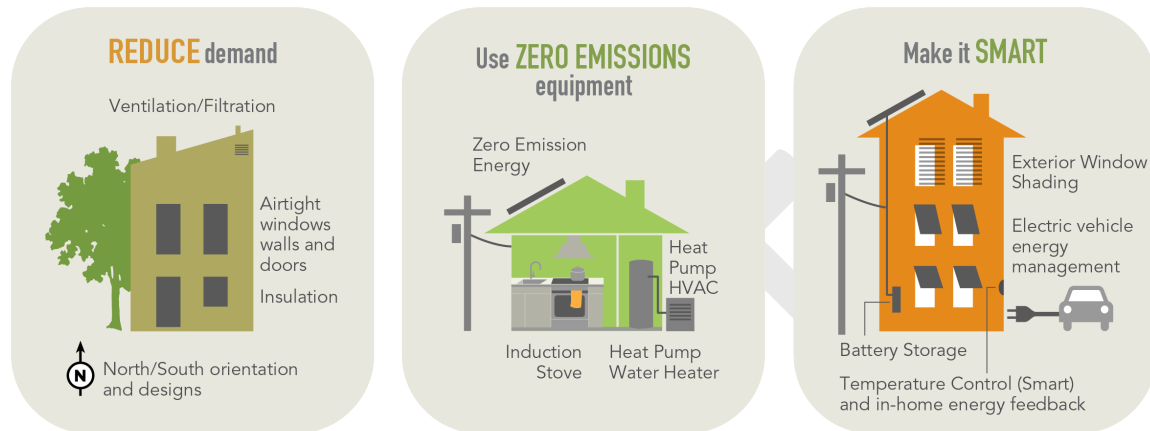 REDUCE demand
Ventilation/Filtration
Airtight
windows
walls and
doors
Insulation
N
North/South orientation
and designs
Use ZERO EMISSIONS
equipment
Zero Emission
Energy
Heat
Pump
HVAC
Induction
Stove
Heat Pump
Water Heater
Make it SMART
Exterior Window
Shading
Electric vehicle
energy
management
Battery Storage
Temperature Control (Smart)
and in-home energy feedback